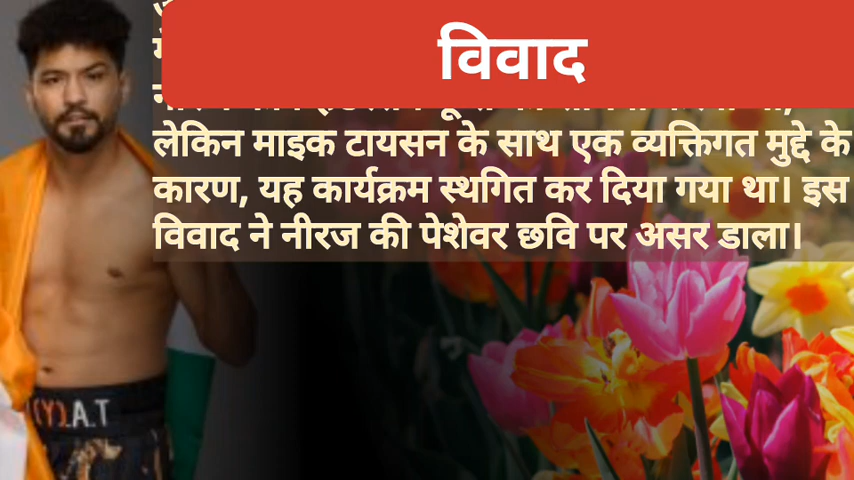 विवाद
लेकिन माइक टायसन के साथ एक व्यक्तिगत मुद्दे के
कारण, यह कार्यक्रम स्थगित कर दिया गया था। इस
विवाद ने नीरज की पेशेवर छवि पर असर डाला।
(Y).A.T